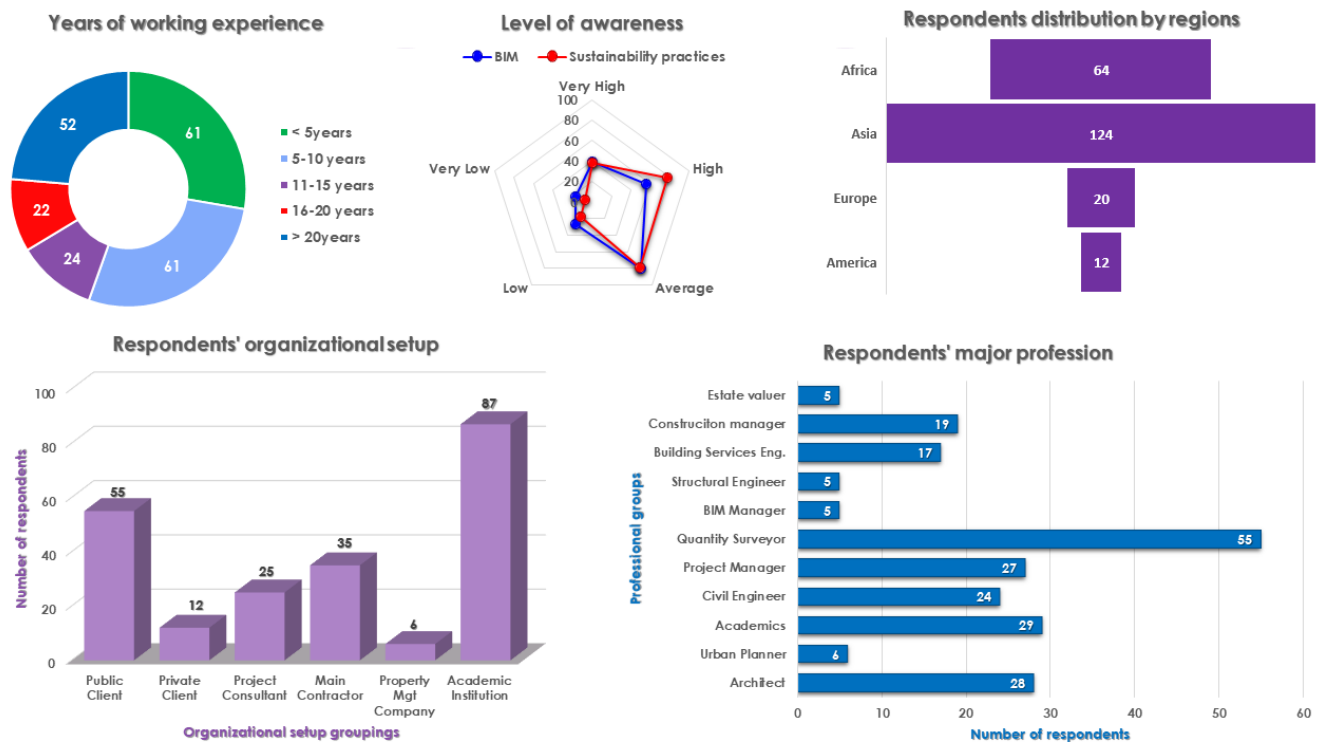 Years of working experience
61
61
24
22
52
< 5years
5-10 years
11-15 years
16-20 years
> 20years
Level of awareness
BIM
Sustainability practices
Very High
High
Average
Low
Very Low
100
80
60
40
20
Respondents distribution by regions
Africa
64
Asia
124
Europe
20
America
12
Respondents' organizational setup
Number of respondents
100
80
60
40
20
0
55
12
25
35
6
87
Public
Client
Private
Client
Project
Consultant
Main
Contractor
Property
Mgt
Company
Academic
Institution
Organizational setup groupings
Respondents' major profession
Professional groups
Estate valuer
5
Construciton manager
19
Building Services Eng.
17
Structural Engineer
5
BIM Manager
5
Quantity Surveyor
55
Project Manager
27
Civil Engineer
24
Academics
29
Urban Planner
6
Architect
28
0
10
20
30
40
50
60
Number of respondents